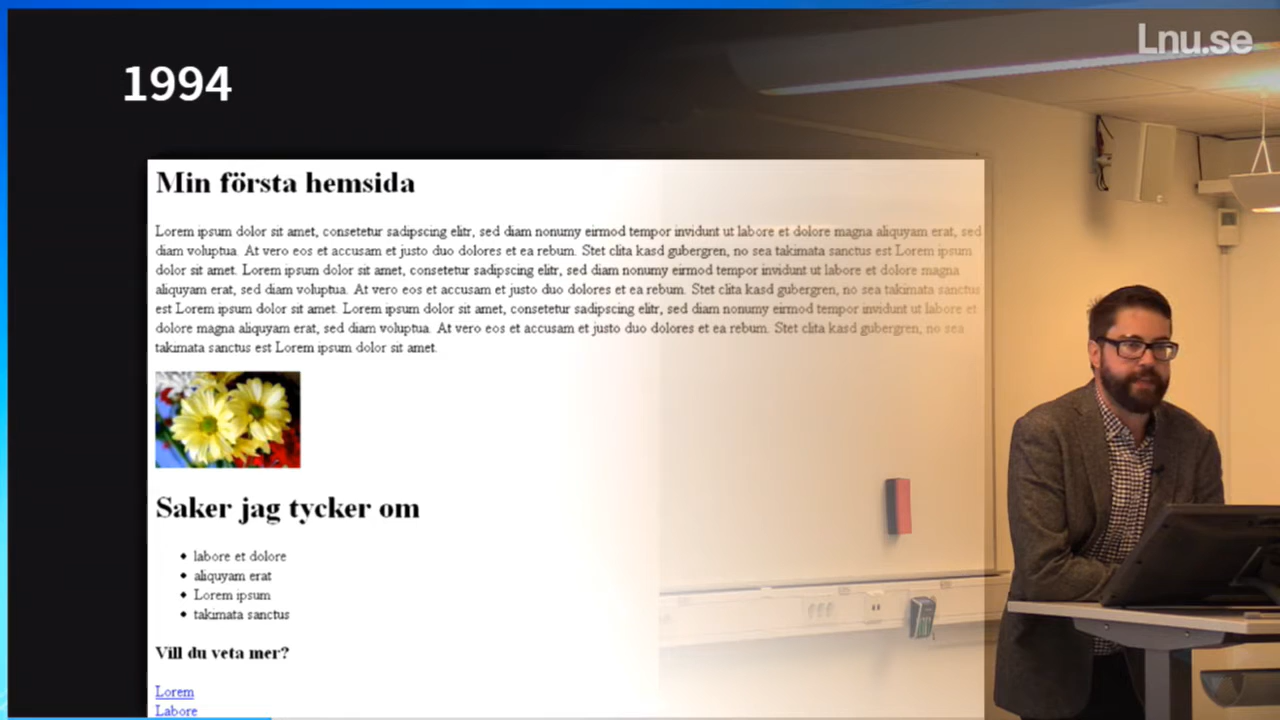 Lnu.se
1994
Min första hemsida
Lorem ipsum dolor sit amet, consetetur sadipscing elitr, sed diam nonumy eirmod tempor invidunt ut labore et dolore magna aliquyam erat, sed
diam voluptua. At vero eos et accusam et justo duo dolores et ea rebum. Stet clita kasd gubergren, no sea takimata sanctus est Lorem ipsum
dolor sit amet. Lorem ipsum dolor sit amet, consetetur sadipscing elitr, sed diam nonumy eirmod tempor invidunt ut labore et dolore magna
aliquyam erat, sed diam voluptua. At vero eos et accusam et justo duo dolores et ea rebum. Stet clita kasd gubergren, no sea takimata sanctus
est Lorem ipsum dolor sit amet. Lorem ipsum dolor sit amet, consetetur sadipscing elitr, sed diam nonumy eirmod tempor invidunt ut labore et
dolore magna aliquyam erat, sed diam voluptua. At vero eos et accusam et justo duo dolores et ea rebum. Stet clita kasd gubergren, no sea
takimata sanctus est Lorem ipsum dolor sit amet.
Saker jag tycker om
labore et dolore
aliquyam erat
Lorem ipsum
takimata sanctus
Vill du veta mer?
Lorem
Labore